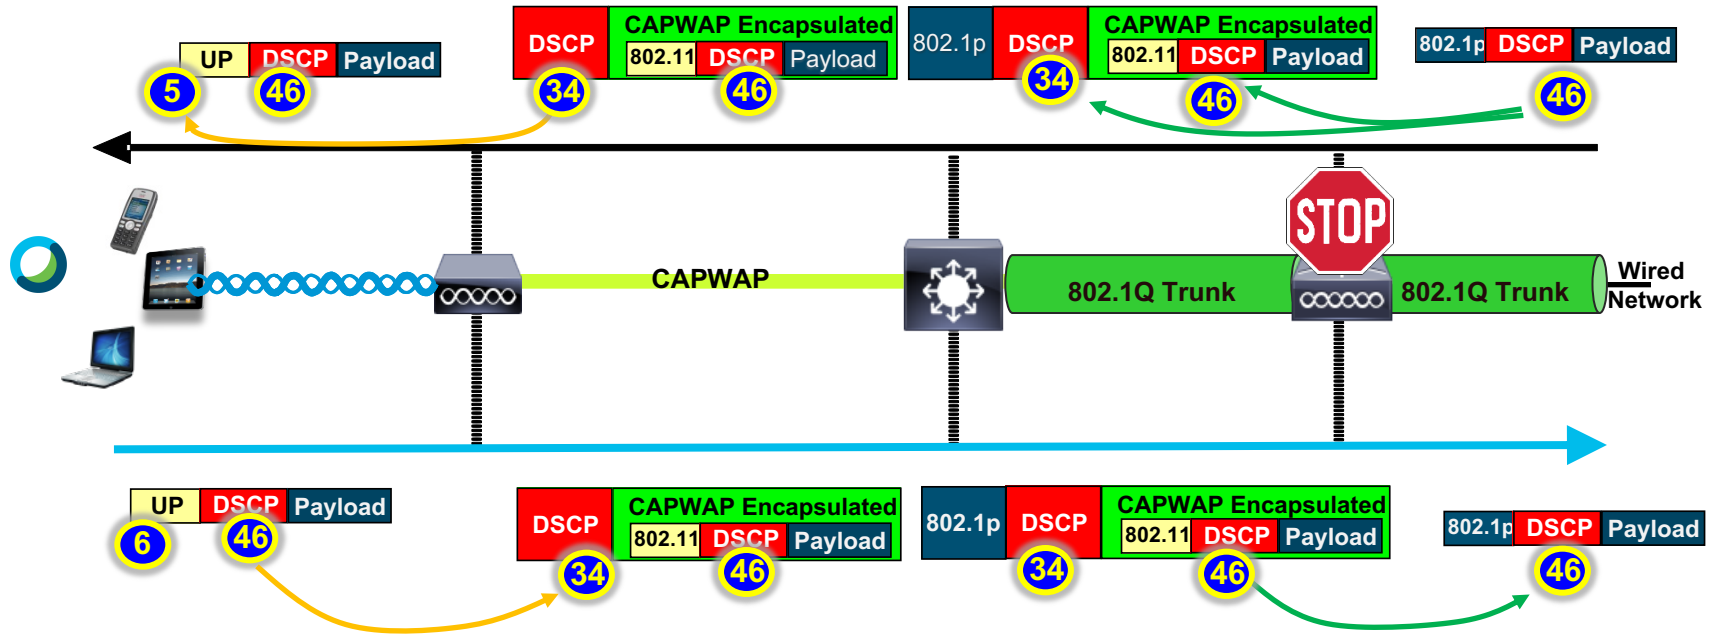 UP DSCP Payload
5 46
DSCP CAPWAP Encapsulated
802.11 DSCP Payload
34 46
802.1p DSCP CAPWAP Encapsulated
802.11 DSCP Payload
34 46
802.1p DSCP Payload
46
STOP
CAPWAP
802.1Q Trunk
802.1Q Trunk
Wired
Network
UP DSCP Payload
6 46
DSCP CAPWAP Encapsulated
802.11 DSCP Payload
34 46
802.1p DSCP CAPWAP Encapsulated
802.11 DSCP Payload
34 46
802.1p DSCP Payload
46